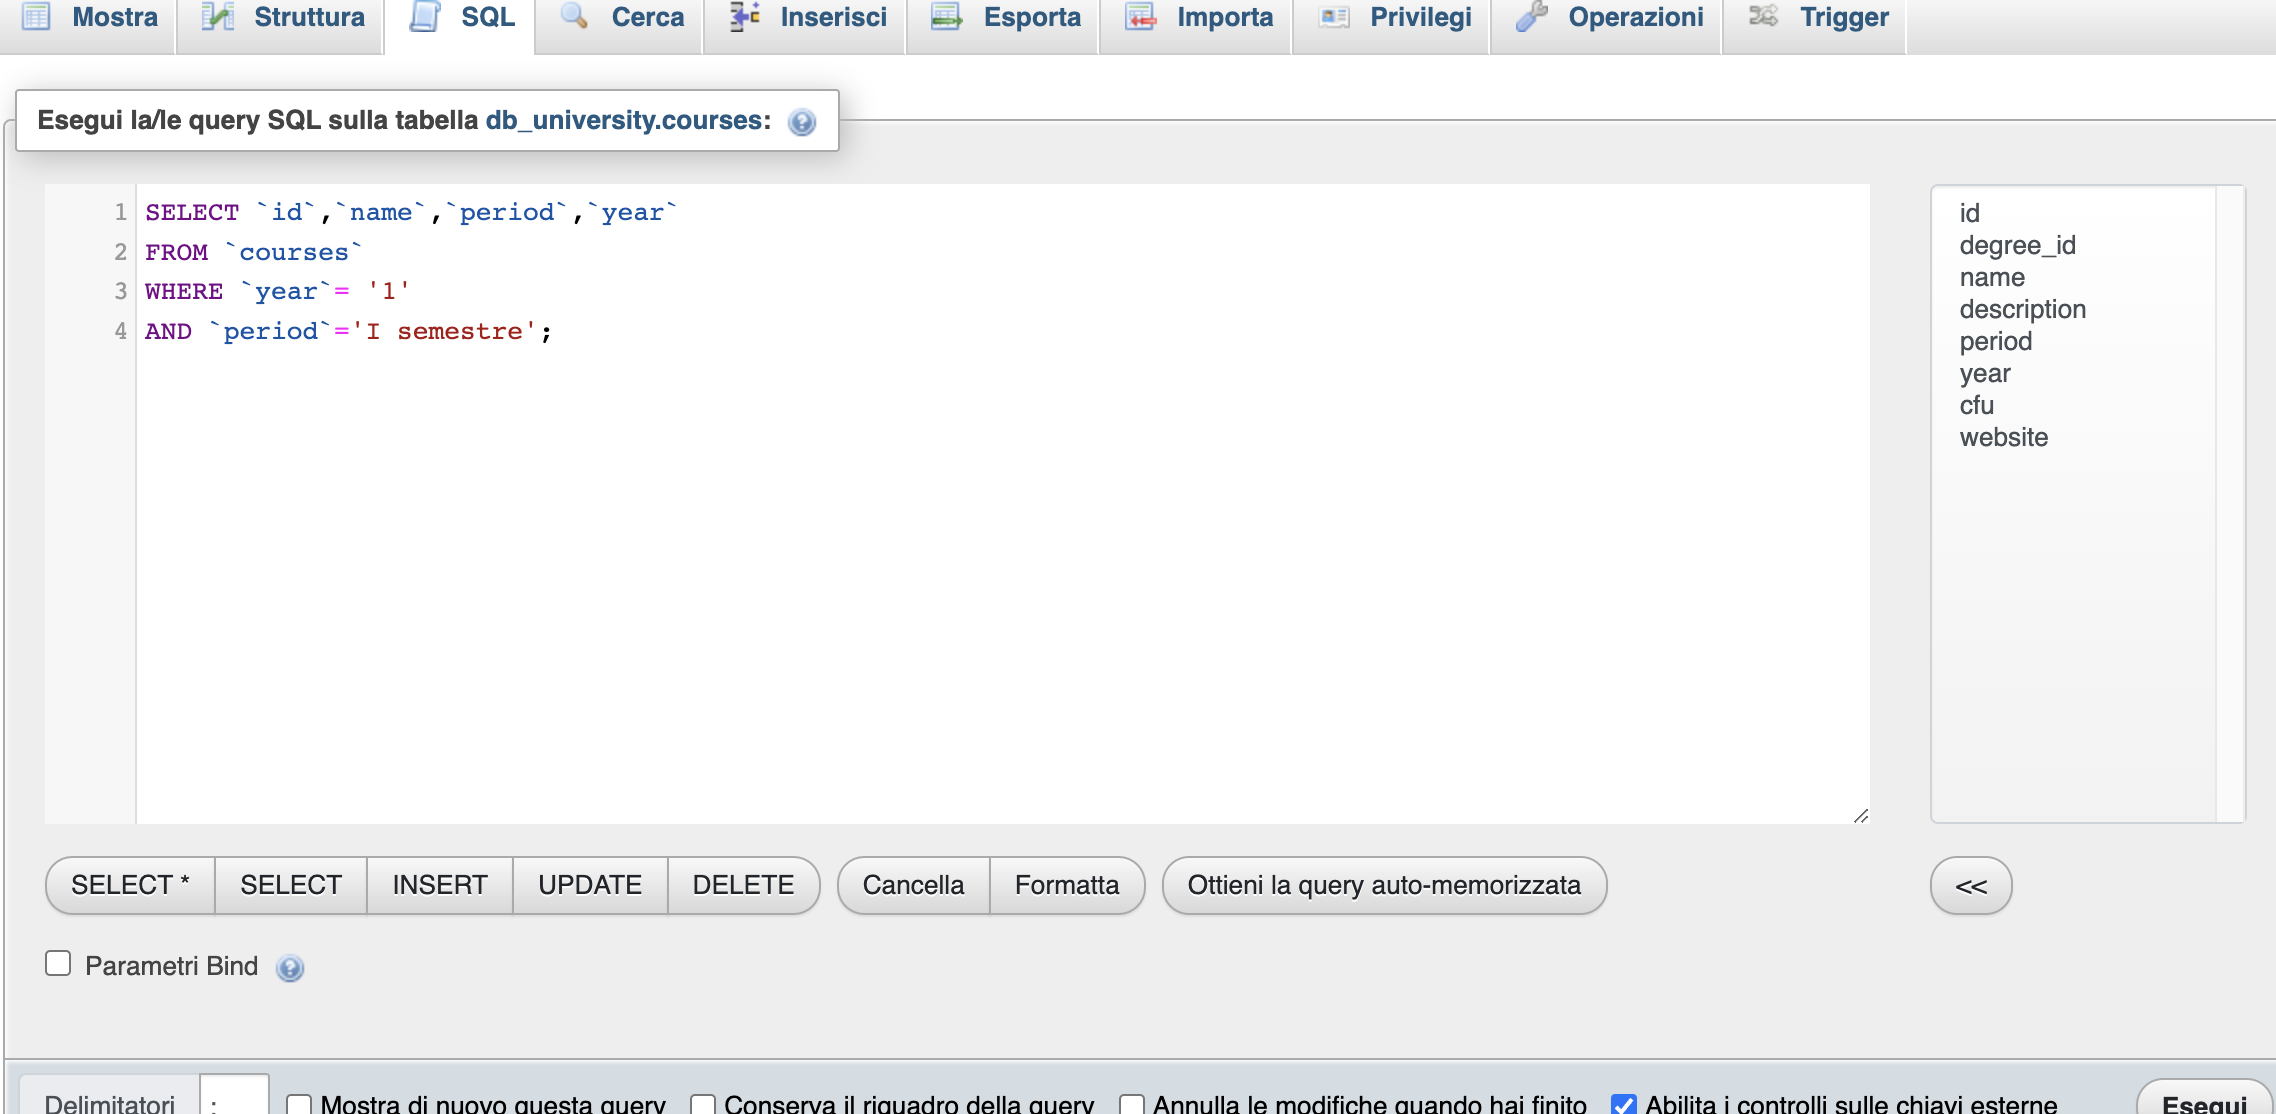 Mostra Struttura SQL Cerca Inserisci Esporta Importa Privilegi Operazioni Trigger
Esegui la/le query SQL sulla tabella db_university.courses:
1 SELECT `id`,`name`,`period`,`year`
2 FROM `courses`
3 WHERE `year`= '1'
4 AND `period`='I semestre';
id
degree_id
name
description
period
year
cfu
website
SELECT * SELECT INSERT UPDATE DELETE Cancella Formatta Ottieni la query auto-memorizzata <<
Parametri Bind
Delimitatori ; Mostra di nuovo questa query Conserva il riquadro della query Annulla le modifiche quando hai finito Abilita i controlli sulle chiavi esterne Esegui